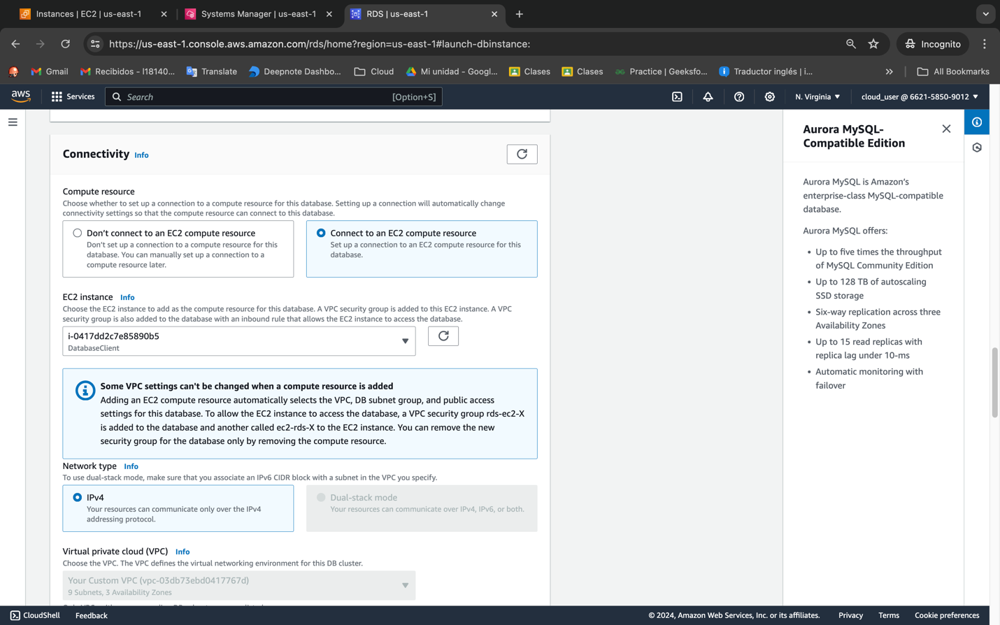 Instances | EC2 | us-east-1
Systems Manager | us-east-1
RDS | us-east-1
https://us-east-1.console.aws.amazon.com/rds/home?region=us-east-1#launch-dbinstance:
Incognito
Gmail
Recibidos - l18140...
Translate
Deepnote Dashbo...
Cloud
Mi unidad - Googl...
Clases
Clases
Practice | Geeksfo...
Traductor inglés | i...
All Bookmarks
aws
Services
Search
[Option+S]
N. Virginia
cloud_user @ 6621-5850-9012
Connectivity Info
Compute resource
Choose whether to set up a connection to a compute resource for this database. Setting up a connection will automatically change
connectivity settings so that the compute resource can connect to this database.
Don't connect to an EC2 compute resource
Don't set up a connection to a compute resource for this
database. You can manually set up a connection to a
compute resource later.
Connect to an EC2 compute resource
Set up a connection to an EC2 compute resource for this
database.
EC2 instance Info
Choose the EC2 instance to add as the compute resource for this database. A VPC security group is added to this EC2 instance. A VPC
security group is also added to the database with an inbound rule that allows the EC2 instance to access the database.
i-0417dd2c7e85890b5
DatabaseClient
Some VPC settings can't be changed when a compute resource is added
Adding an EC2 compute resource automatically selects the VPC, DB subnet group, and public access
settings for this database. To allow the EC2 instance to access the database, a VPC security group rds-ec2-X
is added to the database and another called ec2-rds-X to the EC2 instance. You can remove the new
security group for the database only by removing the compute resource.
Network type Info
To use dual-stack mode, make sure that you associate an IPv6 CIDR block with a subnet in the VPC you specify.
IPv4
Your resources can communicate only over the IPv4
addressing protocol.
Dual-stack mode
Your resources can communicate over IPv4, IPv6, or both.
Virtual private cloud (VPC) Info
Choose the VPC. The VPC defines the virtual networking environment for this DB cluster.
Your Custom VPC (vpc-03db73ebd0417767d)
9 Subnets, 3 Availability Zones
Aurora MySQL-
Compatible Edition
Aurora MySQL is Amazon's
enterprise-class MySQL-compatible
database.
Aurora MySQL offers:
• Up to five times the throughput
of MySQL Community Edition
• Up to 128 TB of autoscaling
SSD storage
• Six-way replication across three
Availability Zones
• Up to 15 read replicas with
replica lag under 10-ms
• Automatic monitoring with
failover
CloudShell
Feedback
© 2024, Amazon Web Services, Inc. or its affiliates.
Privacy
Terms
Cookie preferences